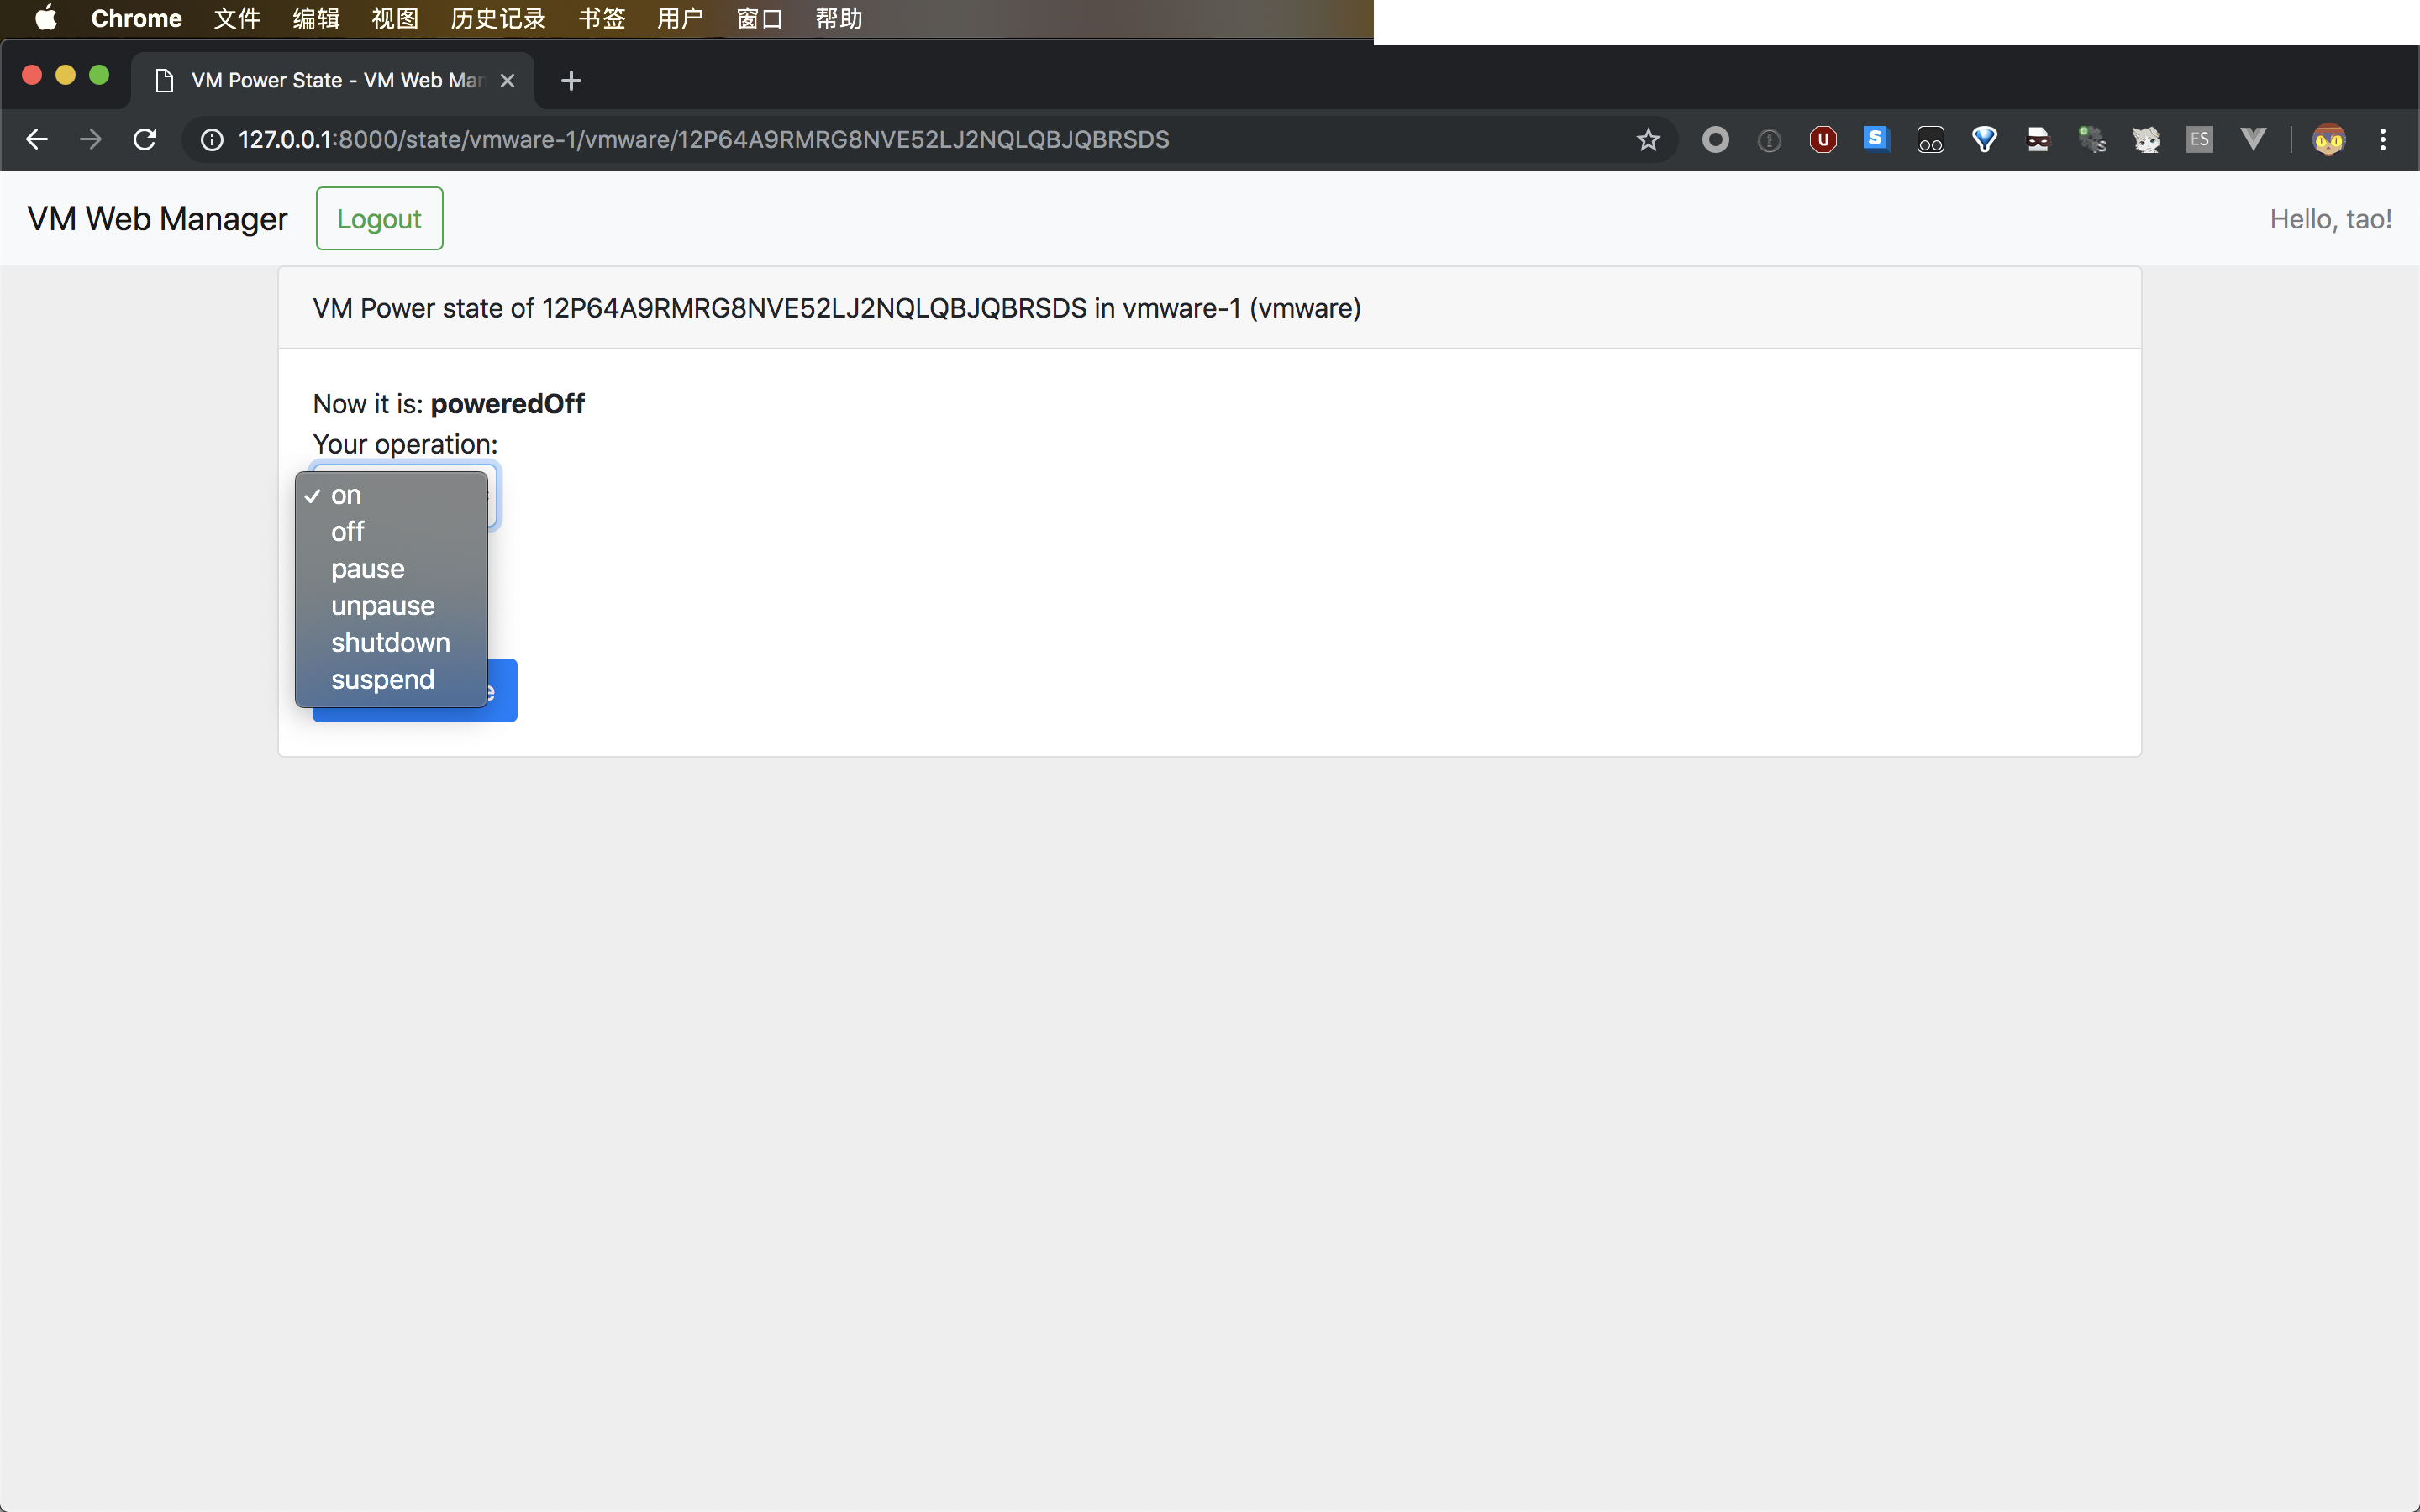 Chrome 文件 编辑 视图 历史记录 书签 用户 窗口 帮助
VM Power State - VM Web Man
127.0.0.1:8000/state/vmware-1/vmware/12P64A9RMRG8NVE52LJ2NQLQBJQBRSDS
U S ES
VM Web Manager Logout Hello, tao!
VM Power state of 12P64A9RMRG8NVE52LJ2NQLQBJQBRSDS in vmware-1 (vmware)
Now it is: poweredOff
Your operation:
on
off
pause
unpause
shutdown
suspend